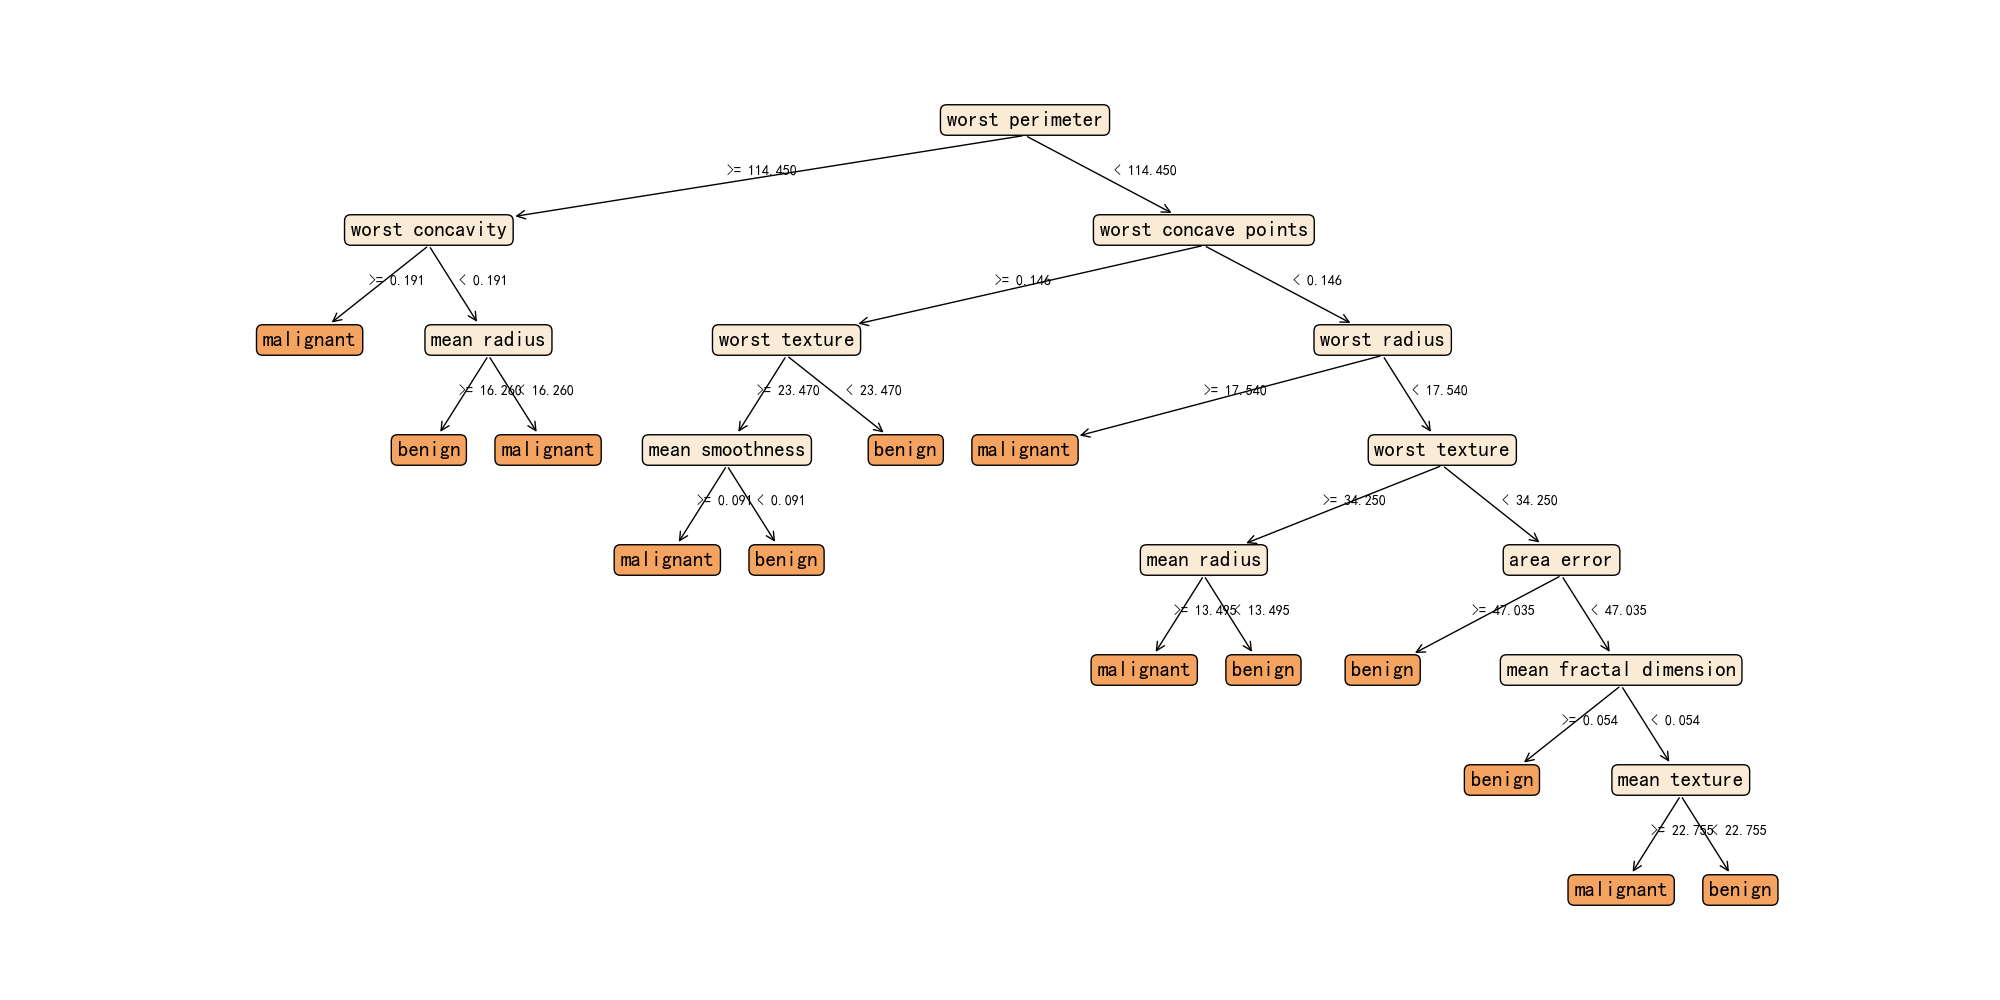 worst perimeter
>= 114.450 < 114.450
worst concavity worst concave points
>= 0.191 < 0.191 >= 0.146 < 0.146
malignant mean radius worst texture worst radius
>= 16.260 < 16.260 >= 23.470 < 23.470 >= 17.540 < 17.540
benign malignant mean smoothness benign malignant worst texture
>= 0.091 < 0.091 >= 34.250 < 34.250
malignant benign mean radius area error
>= 13.495 < 13.495 >= 47.035 < 47.035
malignant benign benign mean fractal dimension
>= 0.054 < 0.054
benign mean texture
>= 22.755 < 22.755
malignant benign